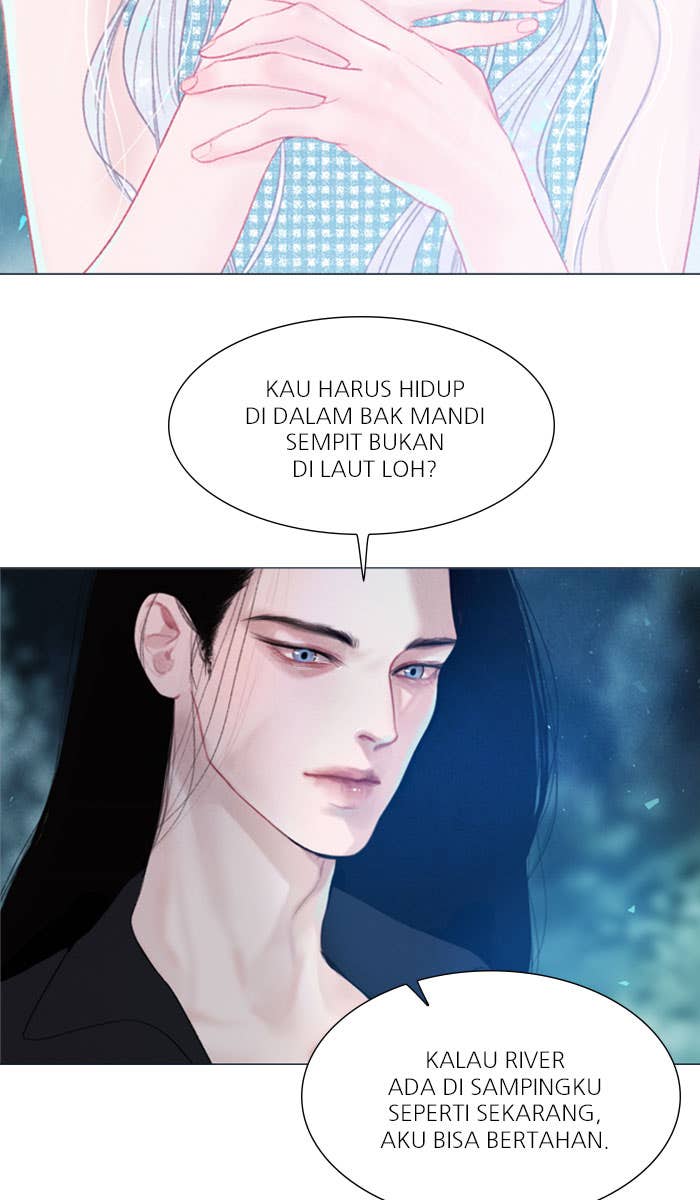 KAU HARUS HIDUP
DI DALAM BAK MANDI
SEMPIT BUKAN
DI LAUT LOH?
KALAU RIVER
ADA DI SAMPINGKU
SEPERTI SEKARANG,
AKU BISA BERTAHAN.